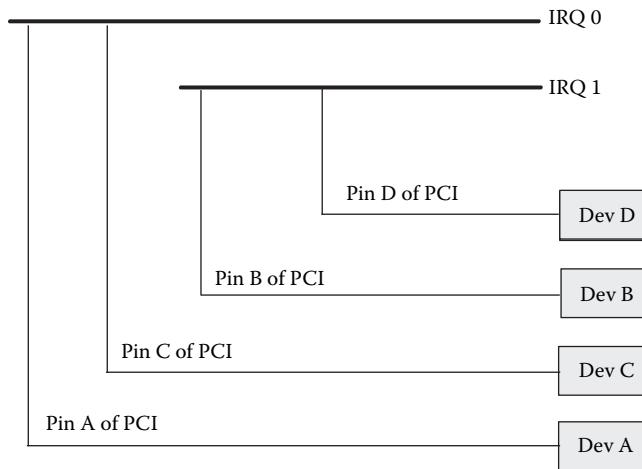 IRQ 0
IRQ 1
Pin D of PCI
Dev D
Pin B of PCI
Dev B
Pin C of PCI
Dev C
Pin A of PCI
Dev A